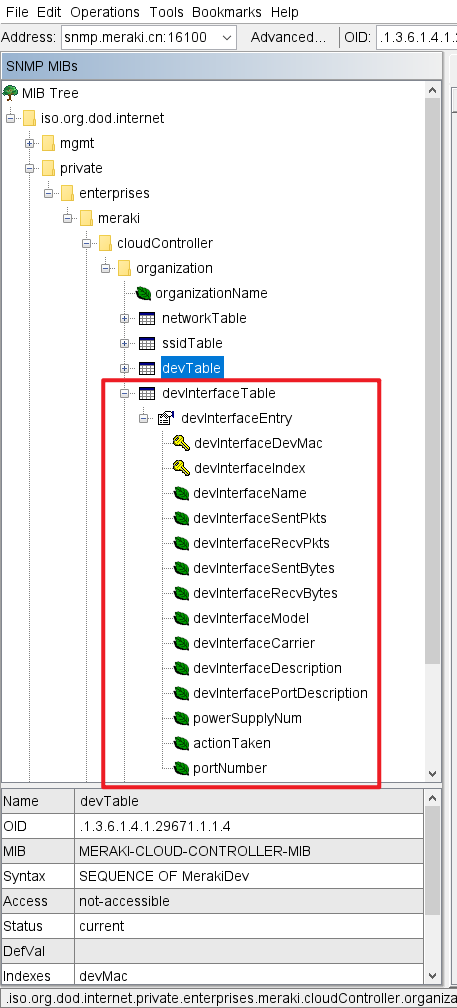 File Edit Operations Tools Bookmarks Help
Address: snmp.meraki.cn:16100 Advanced... OID: .1.3.6.1.4.1.2
SNMP MIBs
MIB Tree
iso.org.dod.internet
mgmt
private
enterprises
meraki
cloudController
organization
organizationName
networkTable
ssidTable
devTable
devInterfaceTable
devInterfaceEntry
devInterfaceDevMac
devInterfaceIndex
devInterfaceName
devInterfaceSentPkts
devInterfaceRecvPkts
devInterfaceSentBytes
devInterfaceRecvBytes
devInterfaceModel
devInterfaceCarrier
devInterfaceDescription
devInterfacePortDescription
powerSupplyNum
actionTaken
portNumber
Name devTable
OID .1.3.6.1.4.1.29671.1.1.4
MIB MERAKI-CLOUD-CONTROLLER-MIB
Syntax SEQUENCE OF MerakiDev
Access not-accessible
Status current
DefVal
Indexes devMac
.iso.org.dod.internet.private.enterprises.meraki.cloudController.organiza